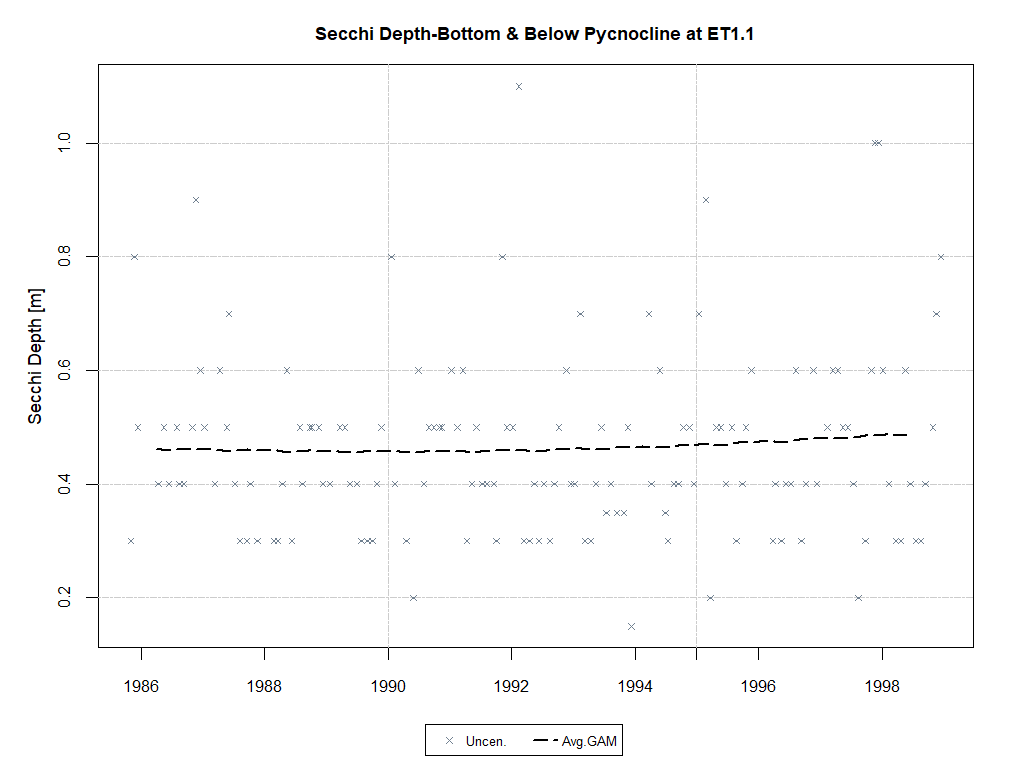 Secchi Depth-Bottom & Below Pycnocline at ET1.1
Secchi Depth [m]
1.0
0.8
0.6
0.4
0.2
1986 1988 1990 1992 1994 1996 1998
Uncen. Avg.GAM